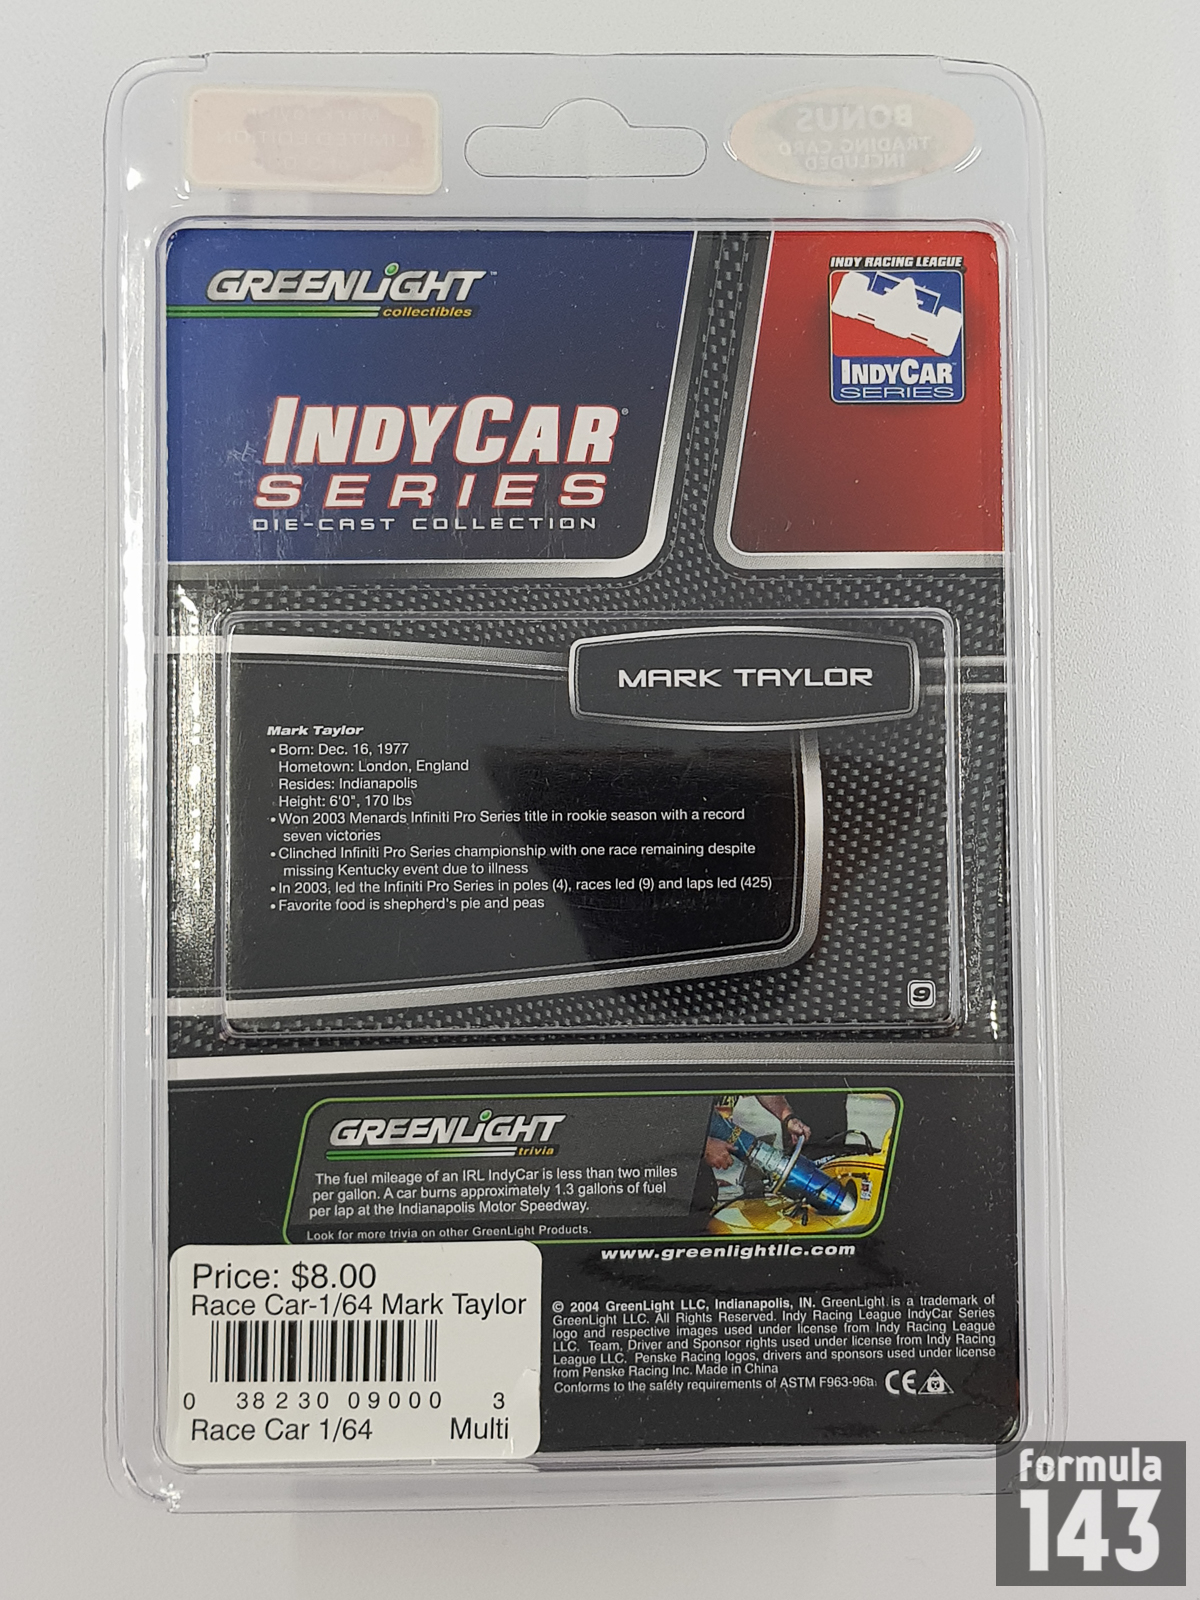 BONUS
TRADING CARD
INCLUDED
LIMITED EDITION
GREENLiGHT™
collectibles
INDY RACING LEAGUE
INDYCAR
SERIES
INDYCAR®
SERIES
DIE-CAST COLLECTION
MARK TAYLOR
Mark Taylor
• Born: Dec. 16, 1977
Hometown: London, England
Resides: Indianapolis
Height: 6'0", 170 lbs
• Won 2003 Menards Infiniti Pro Series title in rookie season with a record
seven victories
• Clinched Infiniti Pro Series championship with one race remaining despite
missing Kentucky event due to illness
• In 2003, led the Infiniti Pro Series in poles (4), races led (9) and laps led (425)
• Favorite food is shepherd's pie and peas
9
GREENLiGHT
trivia
The fuel mileage of an IRL IndyCar is less than two miles
per gallon. A car burns approximately 1.3 gallons of fuel
per lap at the Indianapolis Motor Speedway.
Look for more trivia on other GreenLight Products.
www.greenlightllc.com
Price: $8.00
Race Car-1/64 Mark Taylor
0 38230 09000 3
Race Car 1/64 Multi
© 2004 GreenLight LLC, Indianapolis, IN. GreenLight is a trademark of
GreenLight LLC. All Rights Reserved. Indy Racing League IndyCar Series
logo and respective images used under license from Indy Racing League
LLC. Team, Driver and Sponsor rights used under license from Indy Racing
League LLC. Penske Racing logos, drivers and sponsors used under license
from Penske Racing Inc. Made in China
Conforms to the safety requirements of ASTM F963-96a. CE
formula
143